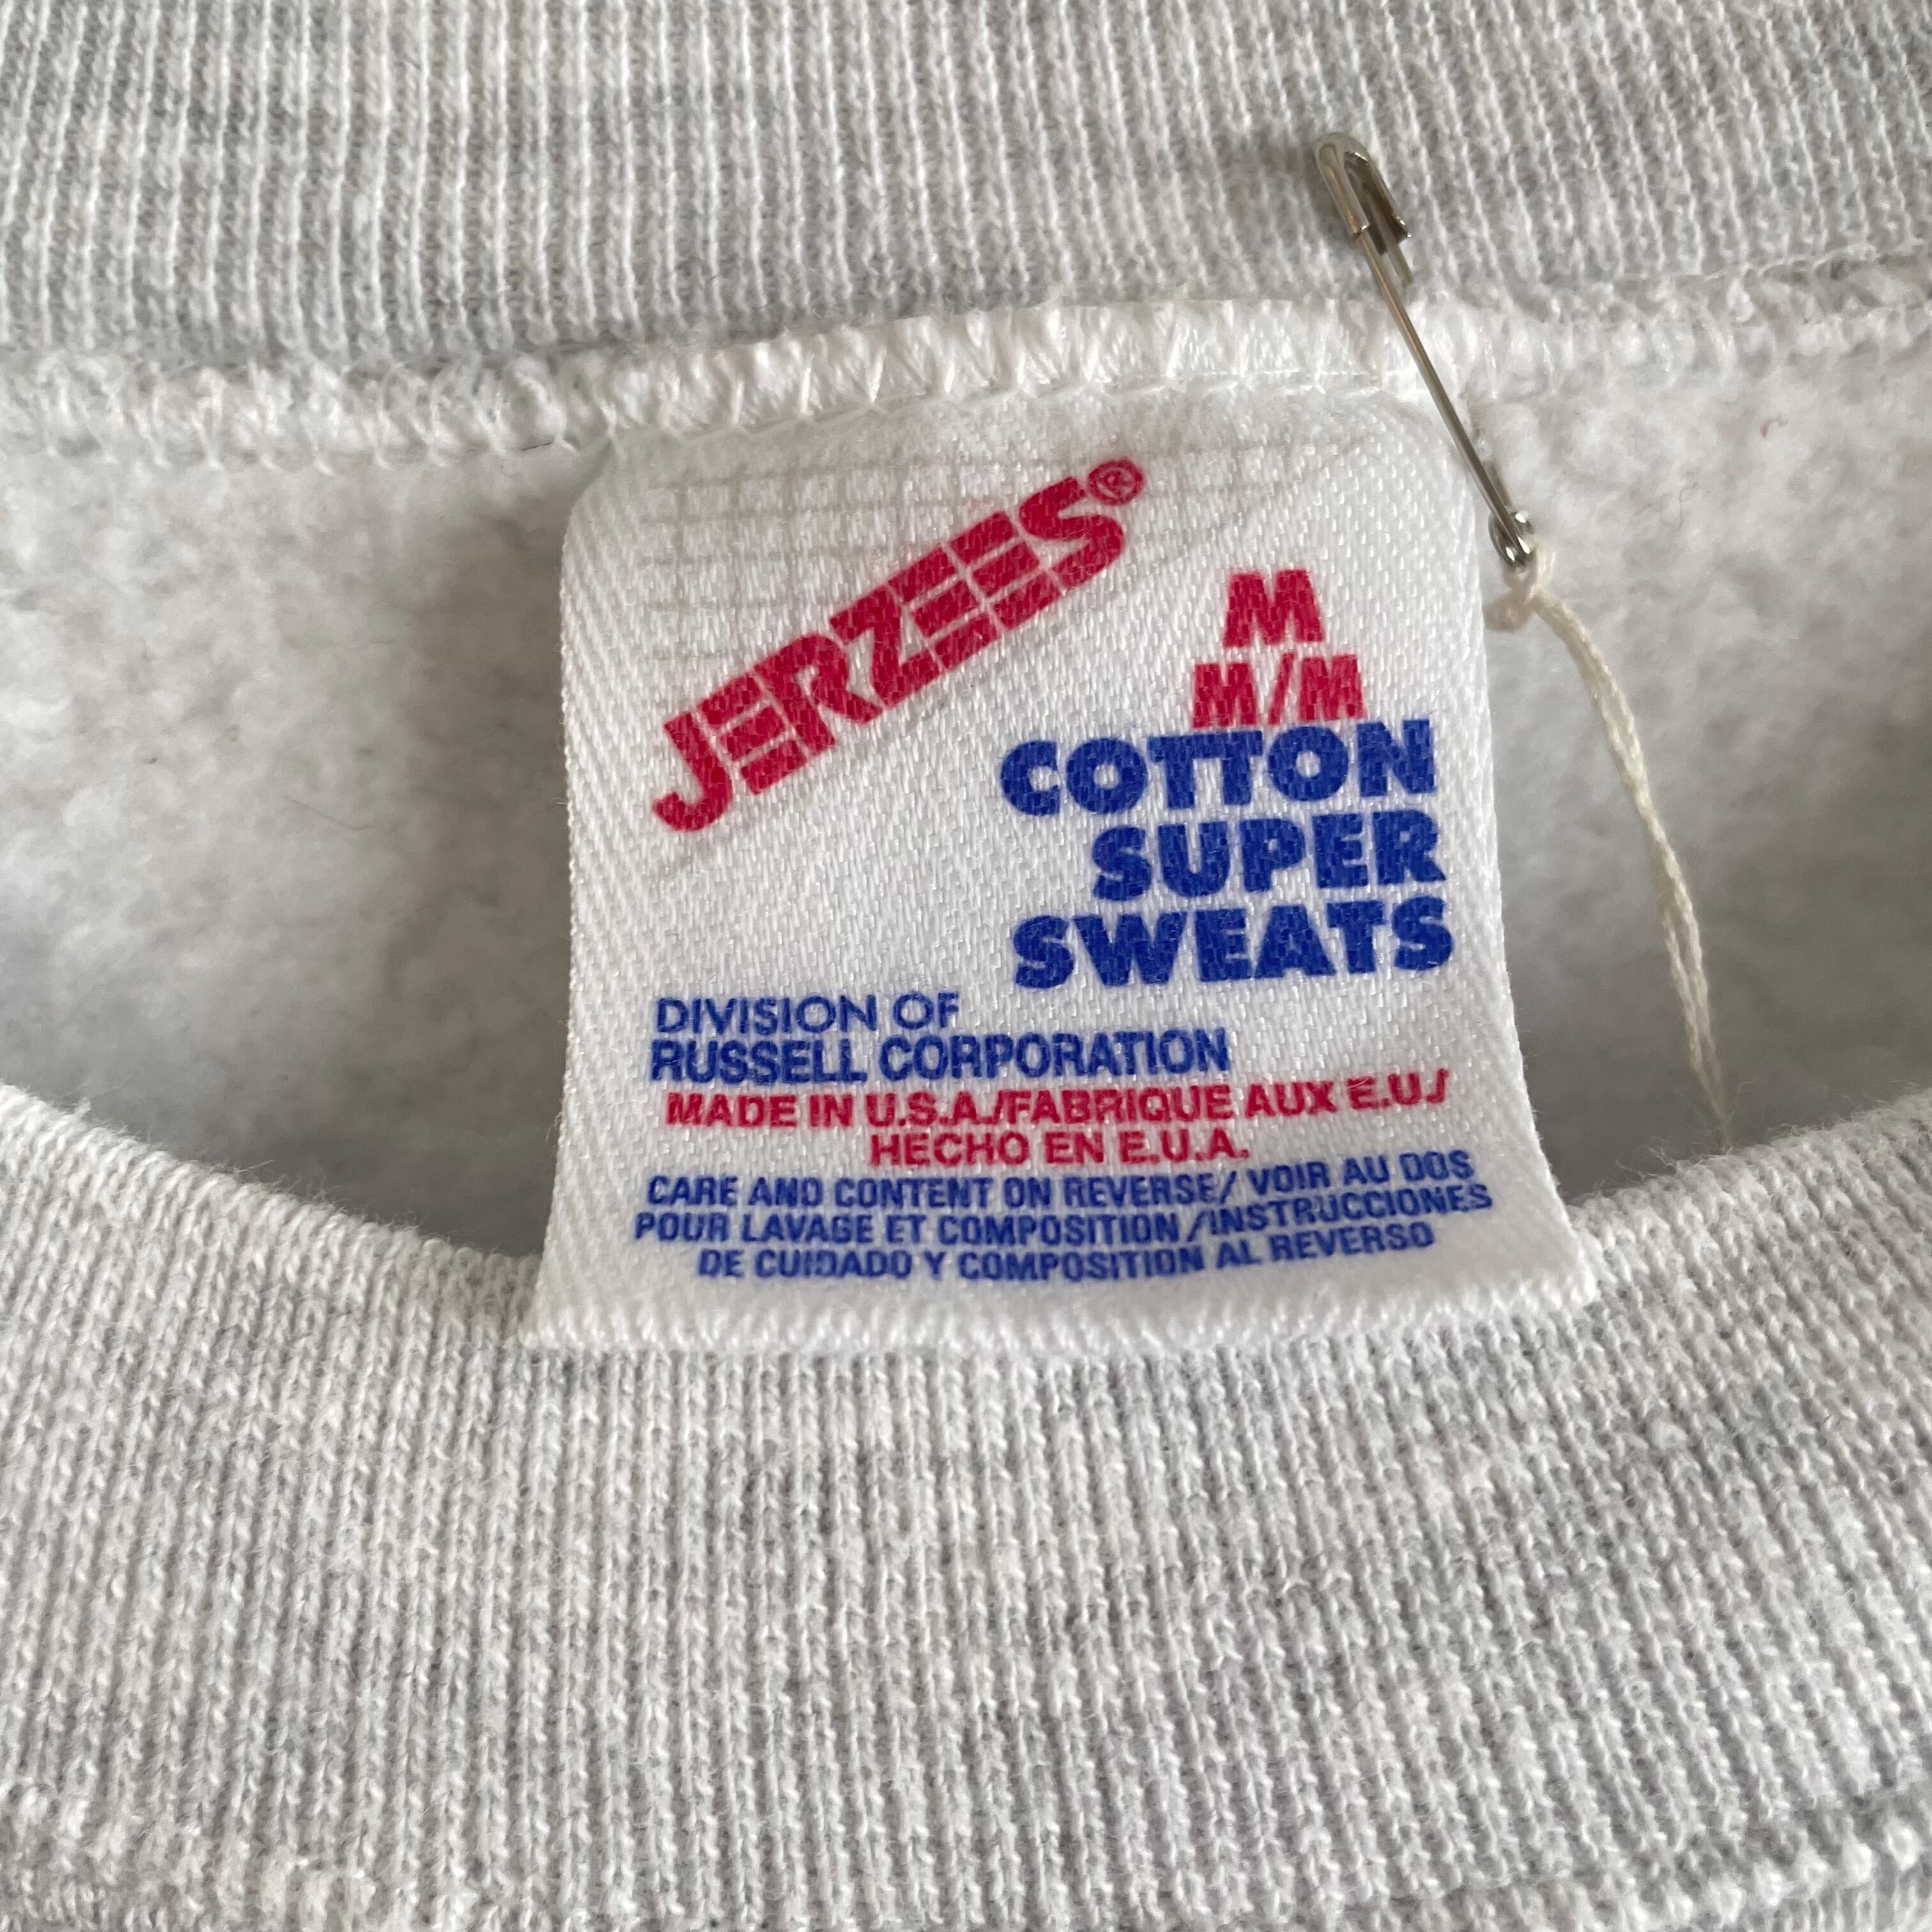 JERZEES®
M
M/M
COTTON
SUPER
SWEATS
DIVISION OF
RUSSELL CORPORATION
MADE IN U.S.A./FABRIQUE AUX E.U./
HECHO EN E.U.A.
CARE AND CONTENT ON REVERSE/ VOIR AU DOS
POUR LAVAGE ET COMPOSITION/INSTRUCCIONES
DE CUIDADO Y COMPOSITION AL REVERSO